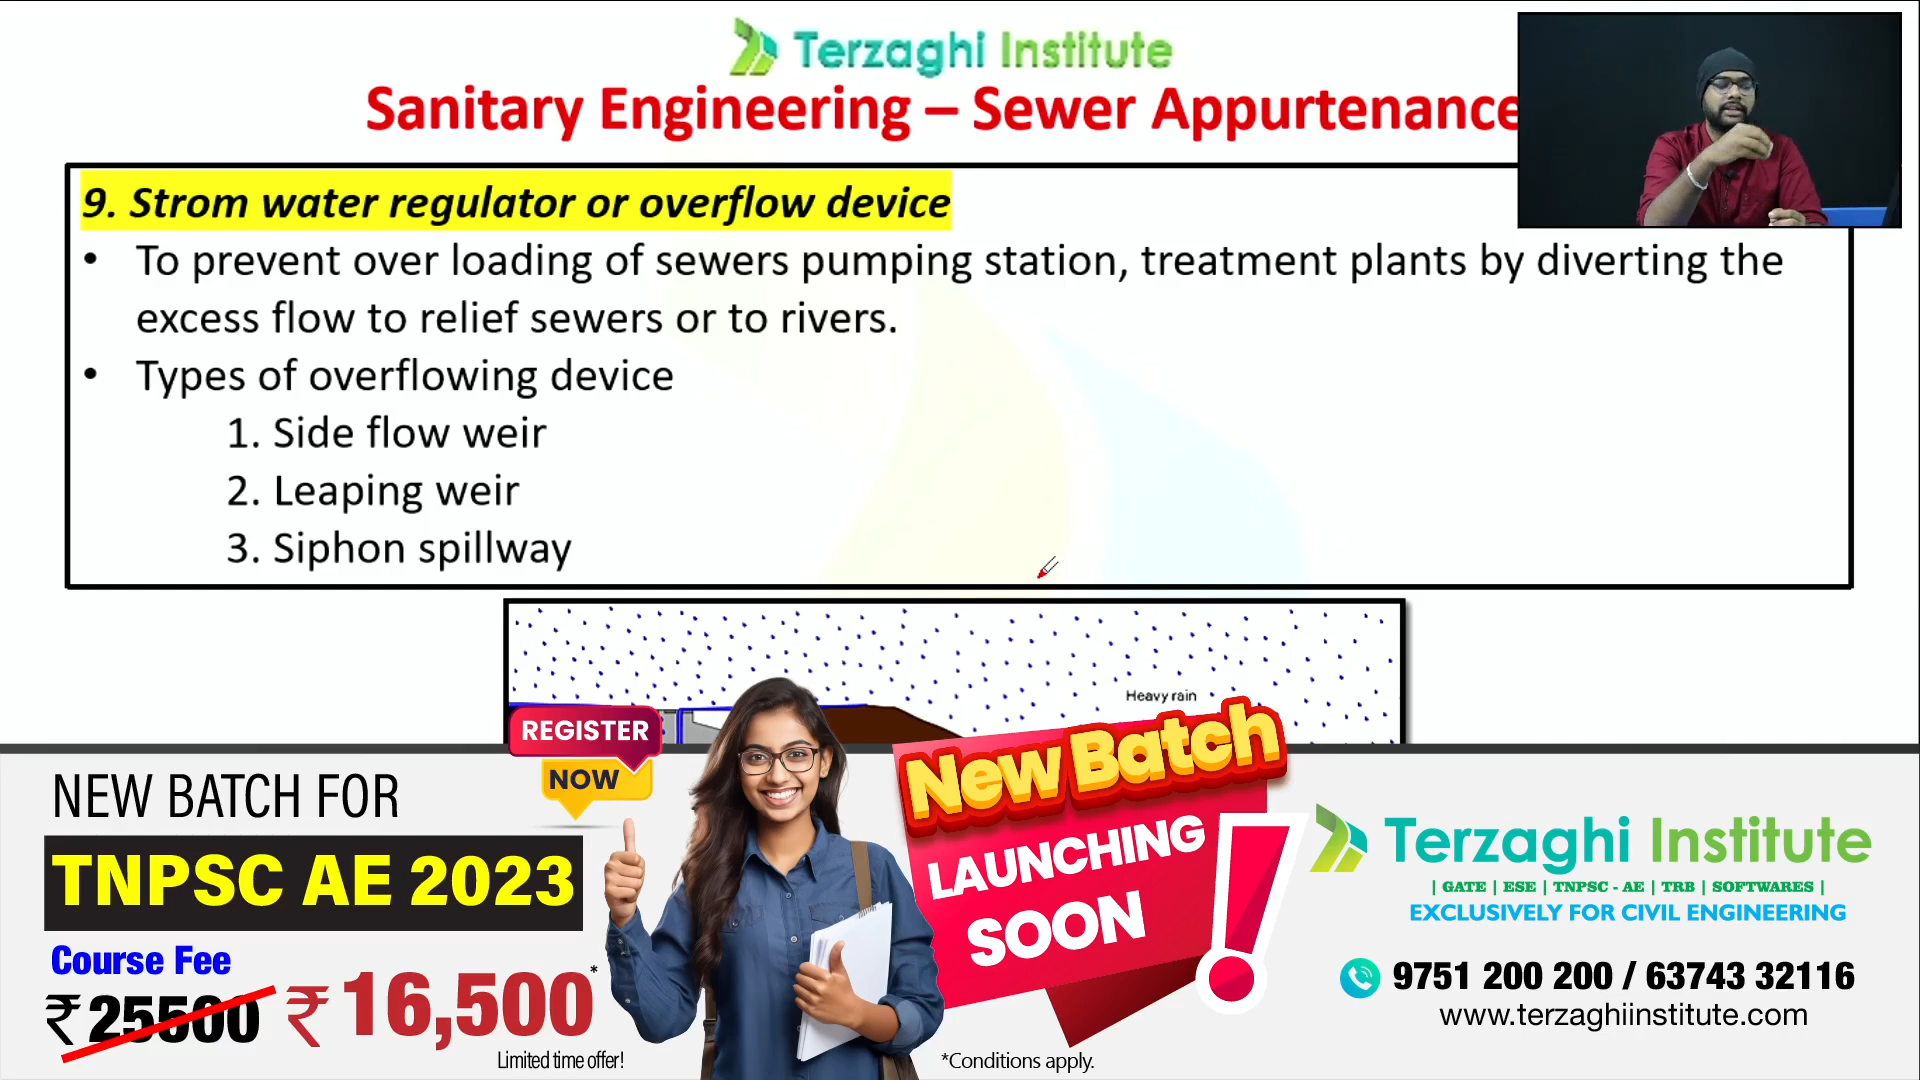 Terzaghi Institute
Sanitary Engineering – Sewer Appurtenance
9. Strom water regulator or overflow device
• To prevent over loading of sewers pumping station, treatment plants by diverting the
excess flow to relief sewers or to rivers.
• Types of overflowing device
1. Side flow weir
2. Leaping weir
3. Siphon spillway
Heavy rain
REGISTER
NOW
NEW BATCH FOR
TNPSC AE 2023
Course Fee
₹25500 ₹16,500*
Limited time offer!
New Batch
LAUNCHING
SOON
!
*Conditions apply.
Terzaghi Institute
| GATE | ESE | TNPSC - AE | TRB | SOFTWARES |
EXCLUSIVELY FOR CIVIL ENGINEERING
9751 200 200 / 63743 32116
www.terzaghiinstitute.com